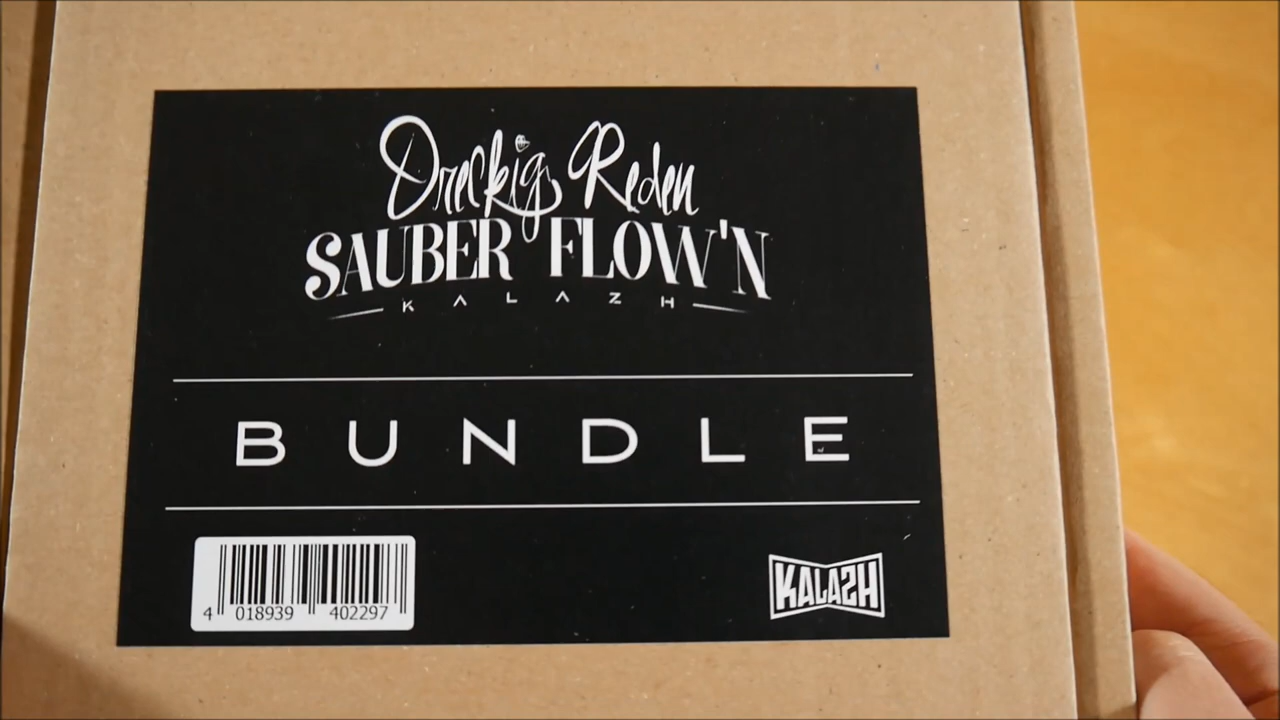 Dreckig Reden
SAUBER FLOW'N
KALAZH
BUNDLE
4 018939 402297
KALAZH